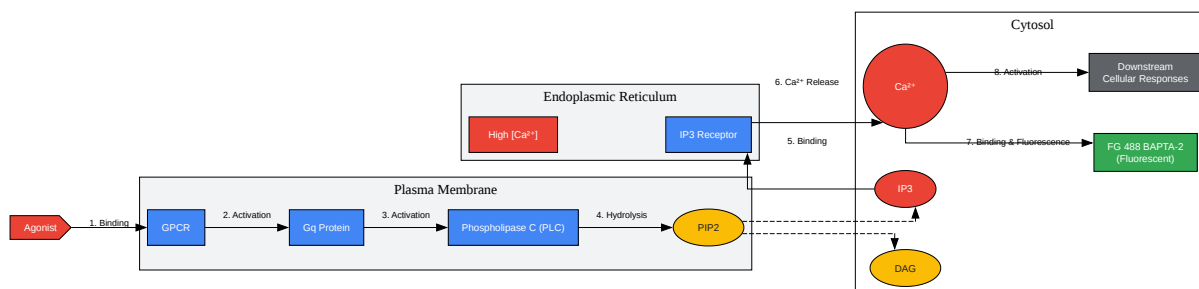 Cytosol
Ca²⁺
8. Activation
Downstream
Cellular Responses
6. Ca²⁺ Release
Endoplasmic Reticulum
High [Ca²⁺]
IP3 Receptor
5. Binding
7. Binding & Fluorescence
FG 488 BAPTA-2
(Fluorescent)
Plasma Membrane
IP3
Agonist
1. Binding
GPCR
2. Activation
Gq Protein
3. Activation
Phospholipase C (PLC)
4. Hydrolysis
PIP2
DAG